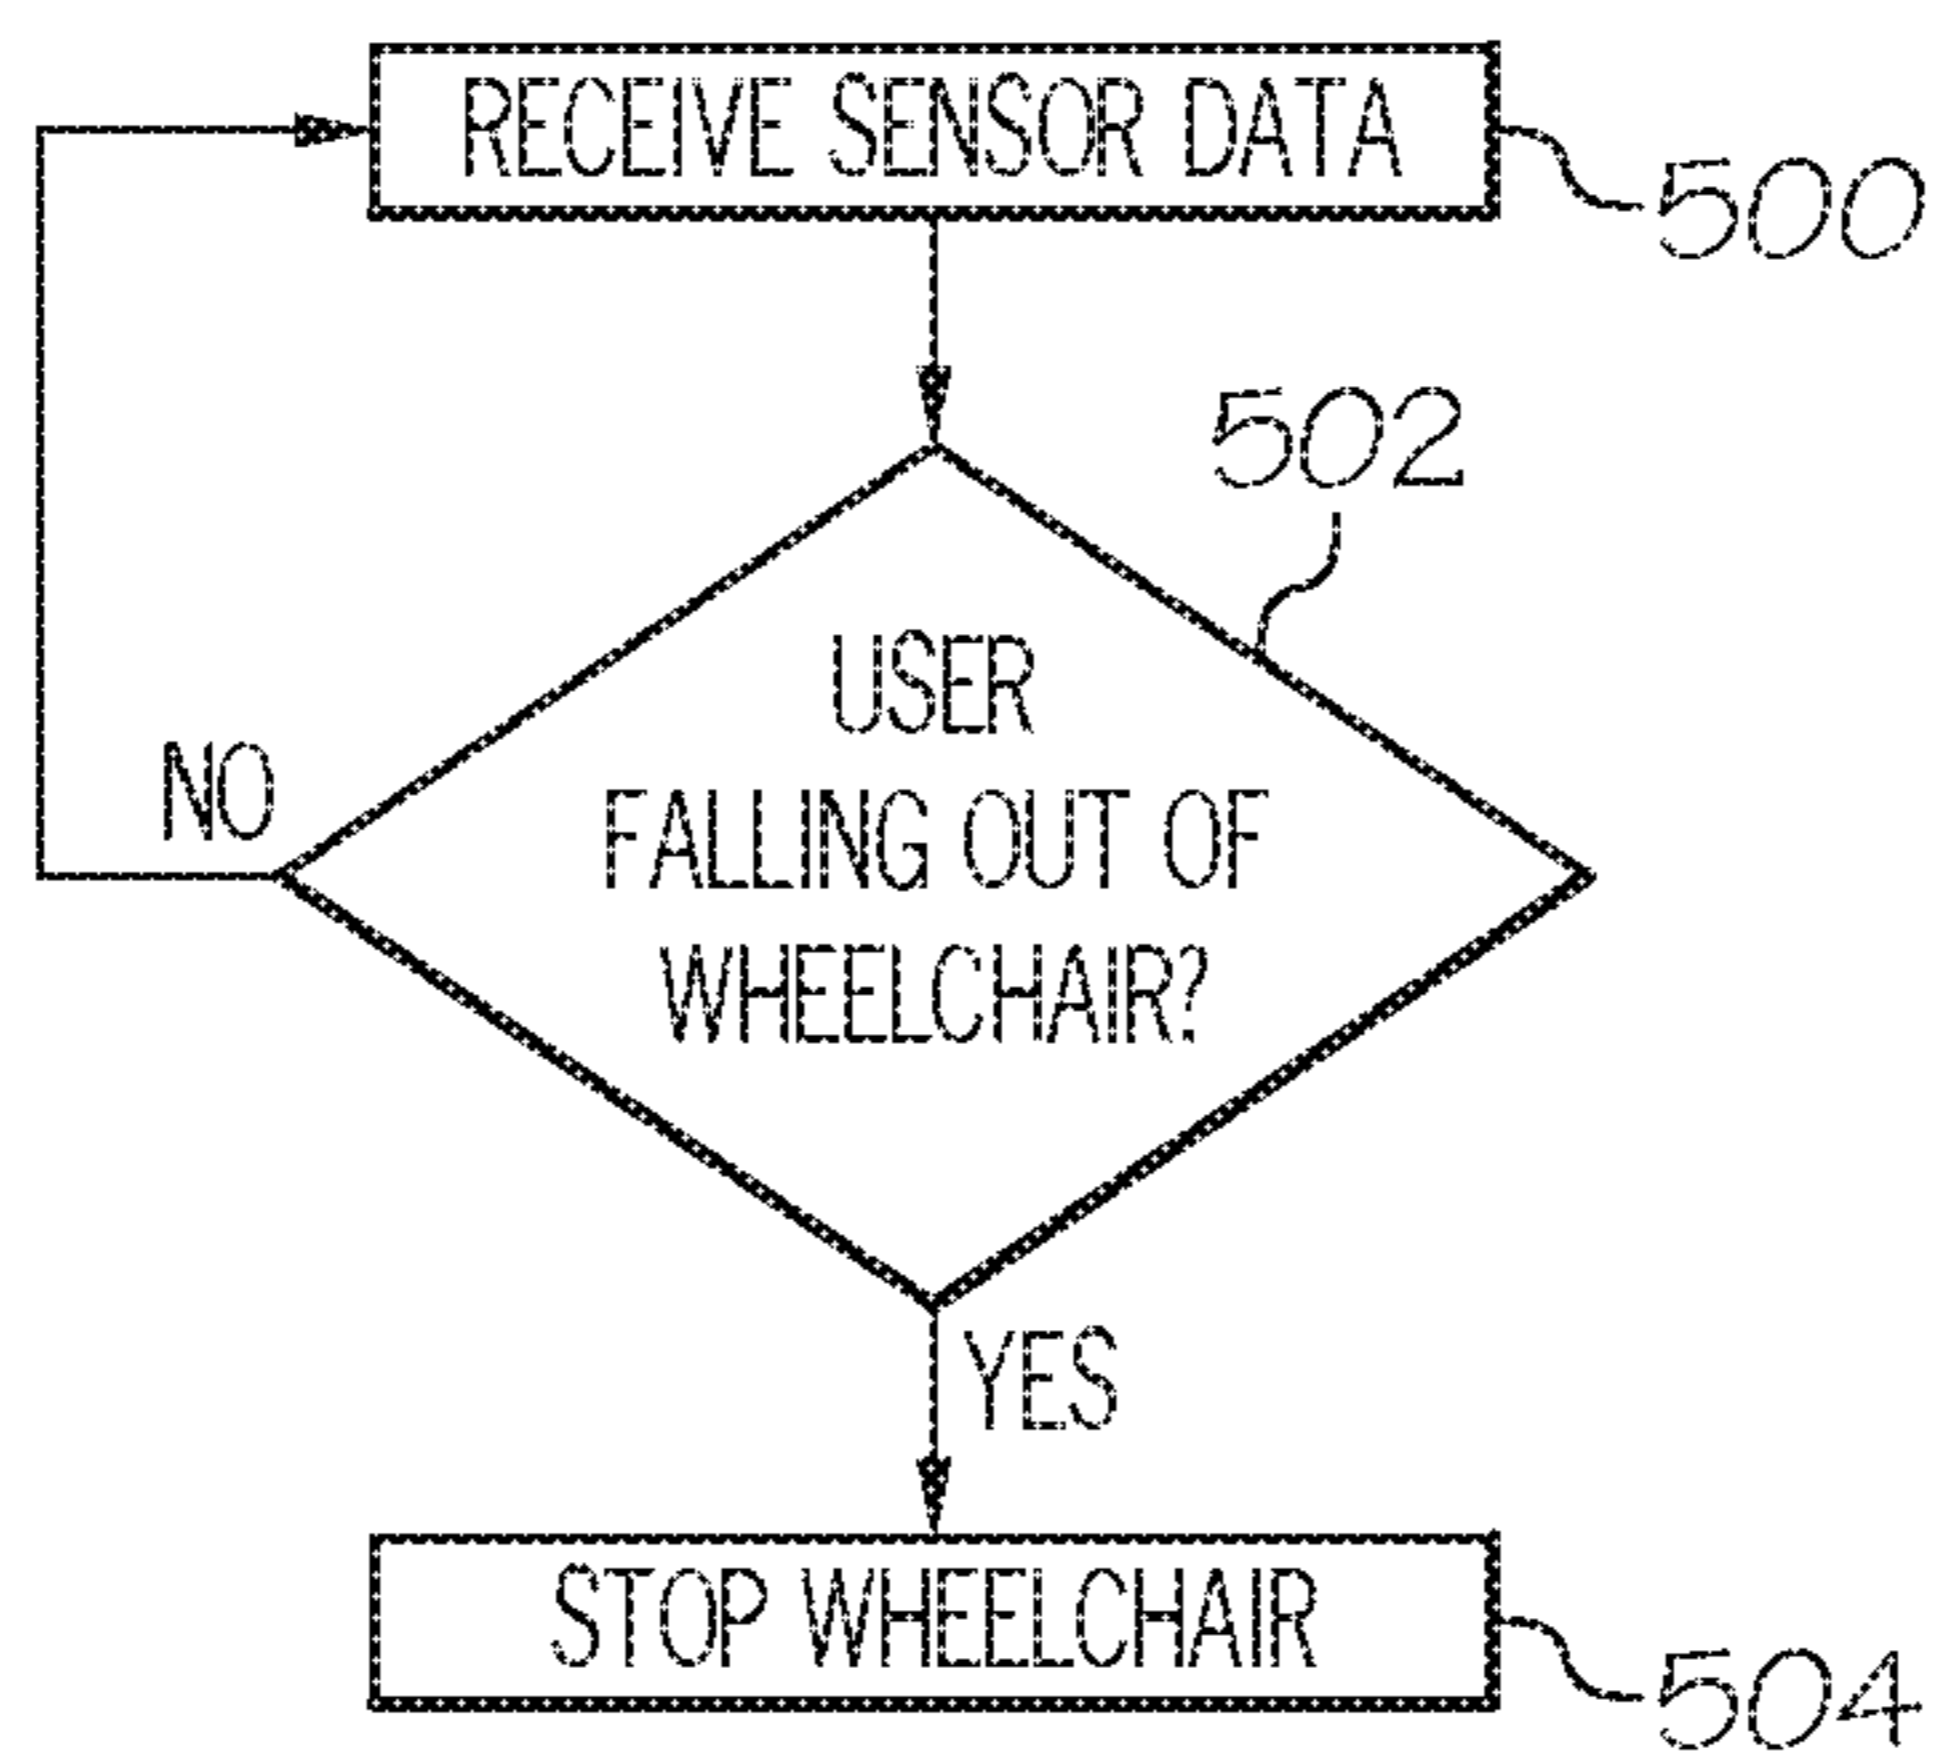 RECEIVE SENSOR DATA
500
502
USER
FALLING OUT OF
WHEELCHAIR?
NO
YES
STOP WHEELCHAIR
504